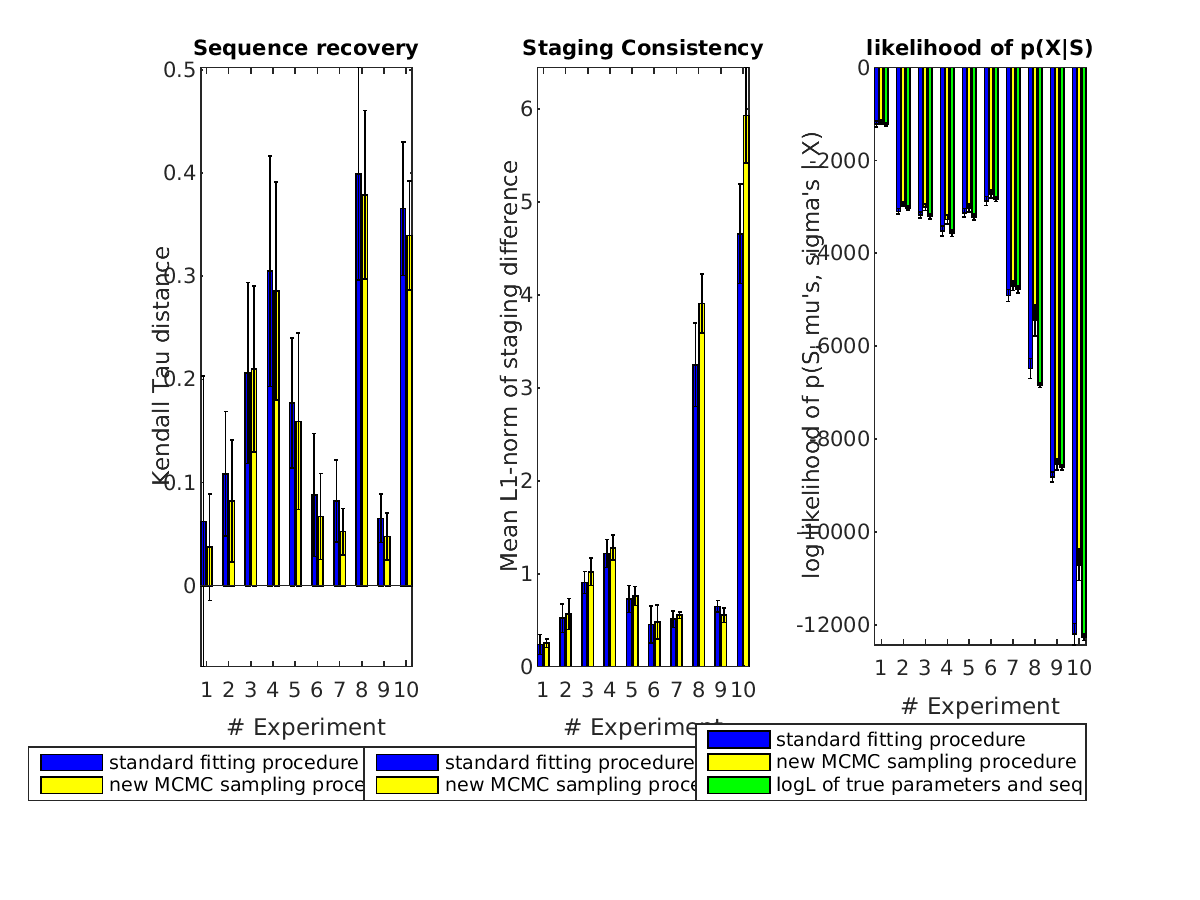 Sequence recovery
Kendall Tau distance
0.5
0.4
0.3
0.2
0.1
0
1 2 3 4 5 6 7 8 9 10
# Experiment
standard fitting procedure
new MCMC sampling proce
Staging Consistency
Mean L1-norm of staging difference
6
5
4
3
2
1
0
1 2 3 4 5 6 7 8 9 10
# Experiment
standard fitting procedure
new MCMC sampling proce
likelihood of p(X|S)
log likelihood of p(S, mu's, sigma's | X)
0
-2000
-4000
-6000
-8000
-10000
-12000
1 2 3 4 5 6 7 8 9 10
# Experiment
standard fitting procedure
new MCMC sampling procedure
logL of true parameters and seq